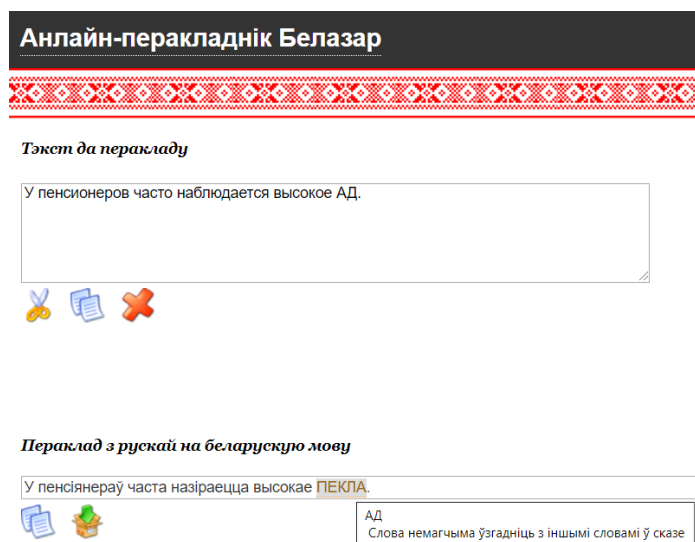 Анлайн-перакладнік Белазар
Тэкст да перакладу
У пенсионеров часто наблюдается высокое АД.
Пераклад з рускай на беларускую мову
У пенсіянераў часта назіраецца высокае ПЕКЛА.
АД
Слова немагчыма ўзгадніць з іншымі словамі ў сказе